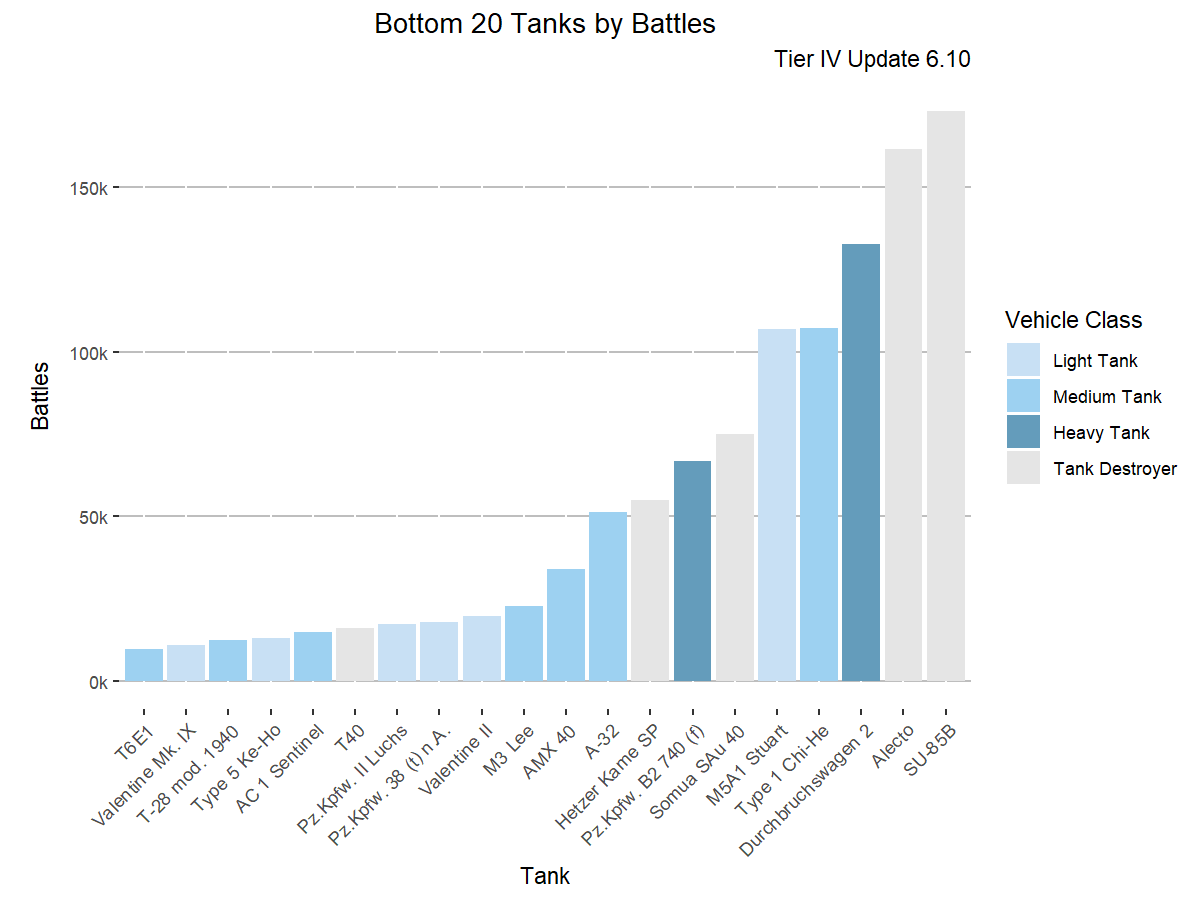 Bottom 20 Tanks by Battles
Tier IV Update 6.10
150k
100k
50k
0k
Battles
T6E1
Valentine Mk. IX
T-28 mod. 1940
Type 5 Ke-Ho
AC 1 Sentinel
T40
Pz.Kpfw. II Luchs
Pz.Kpfw. 38 (t) n.A.
Valentine II
M3 Lee
AMX 40
A-32
Hetzer Kame SP
Pz.Kpfw. B2 740 (f)
Somua SAu 40
M5A1 Stuart
Type 1 Chi-He
Durchbruchswagen 2
Alecto
SU-85B
Tank
Vehicle Class
Light Tank
Medium Tank
Heavy Tank
Tank Destroyer